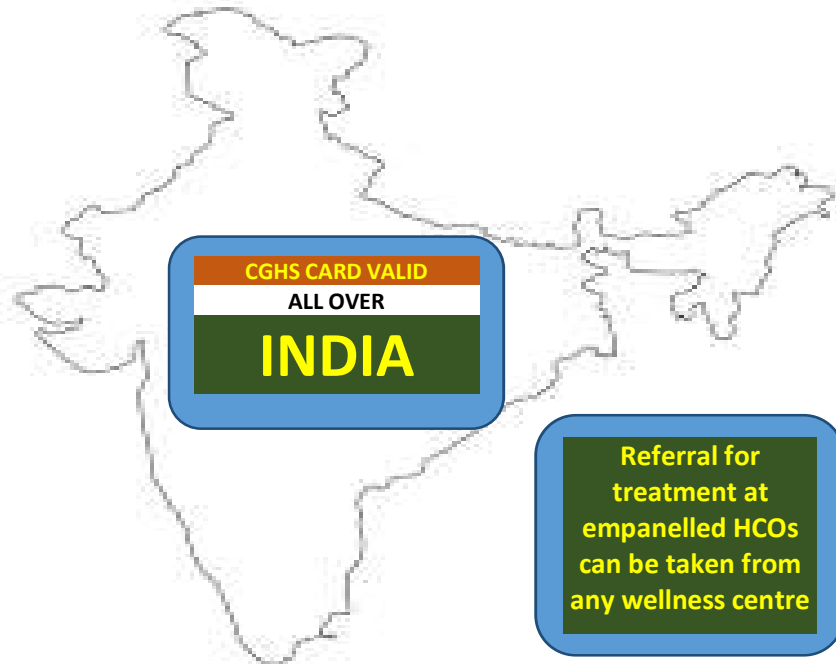 CGHS CARD VALID
ALL OVER
INDIA
Referral for
treatment at
empanelled HCOs
can be taken from
any wellness centre